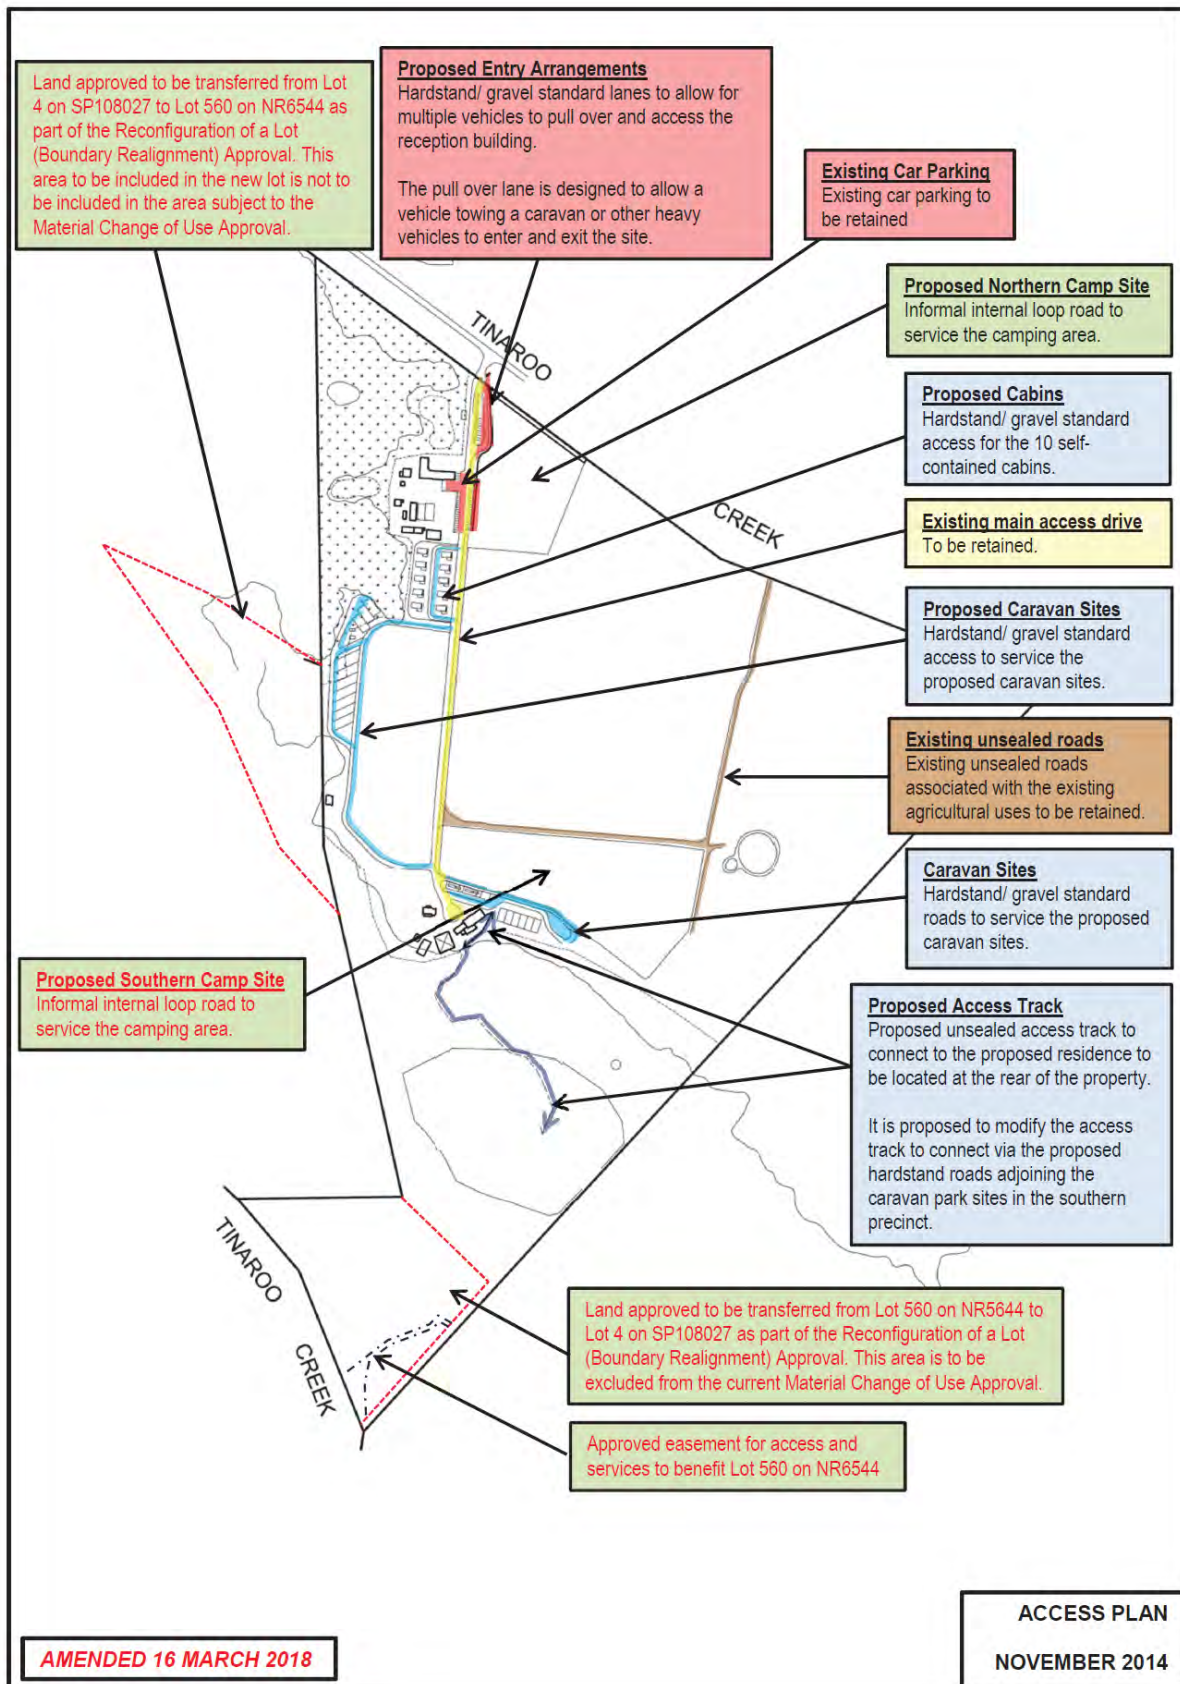 Land approved to be transferred from Lot
4 on SP108027 to Lot 560 on NR6544 as
part of the Reconfiguration of a Lot
(Boundary Realignment) Approval. This
area to be included in the new lot is not to
be included in the area subject to the
Material Change of Use Approval.
Proposed Entry Arrangements
Hardstand/ gravel standard lanes to allow for
multiple vehicles to pull over and access the
reception building.
The pull over lane is designed to allow a
vehicle towing a caravan or other heavy
vehicles to enter and exit the site.
Existing Car Parking
Existing car parking to
be retained
Proposed Northern Camp Site
Informal internal loop road to
service the camping area.
TINAROO
CREEK
Proposed Cabins
Hardstand/ gravel standard
access for the 10 self-
contained cabins.
Existing main access drive
To be retained.
Proposed Caravan Sites
Hardstand/ gravel standard
access to service the
proposed caravan sites.
Existing unsealed roads
Existing unsealed roads
associated with the existing
agricultural uses to be retained.
Caravan Sites
Hardstand/ gravel standard
roads to service the proposed
caravan sites.
Proposed Southern Camp Site
Informal internal loop road to
service the camping area.
Proposed Access Track
Proposed unsealed access track to
connect to the proposed residence to
be located at the rear of the property.
It is proposed to modify the access
track to connect via the proposed
hardstand roads adjoining the
caravan park sites in the southern
precinct.
TINAROO
CREEK
Land approved to be transferred from Lot 560 on NR5644 to
Lot 4 on SP108027 as part of the Reconfiguration of a Lot
(Boundary Realignment) Approval. This area is to be
excluded from the current Material Change of Use Approval.
Approved easement for access and
services to benefit Lot 560 on NR6544
AMENDED 16 MARCH 2018
ACCESS PLAN
NOVEMBER 2014